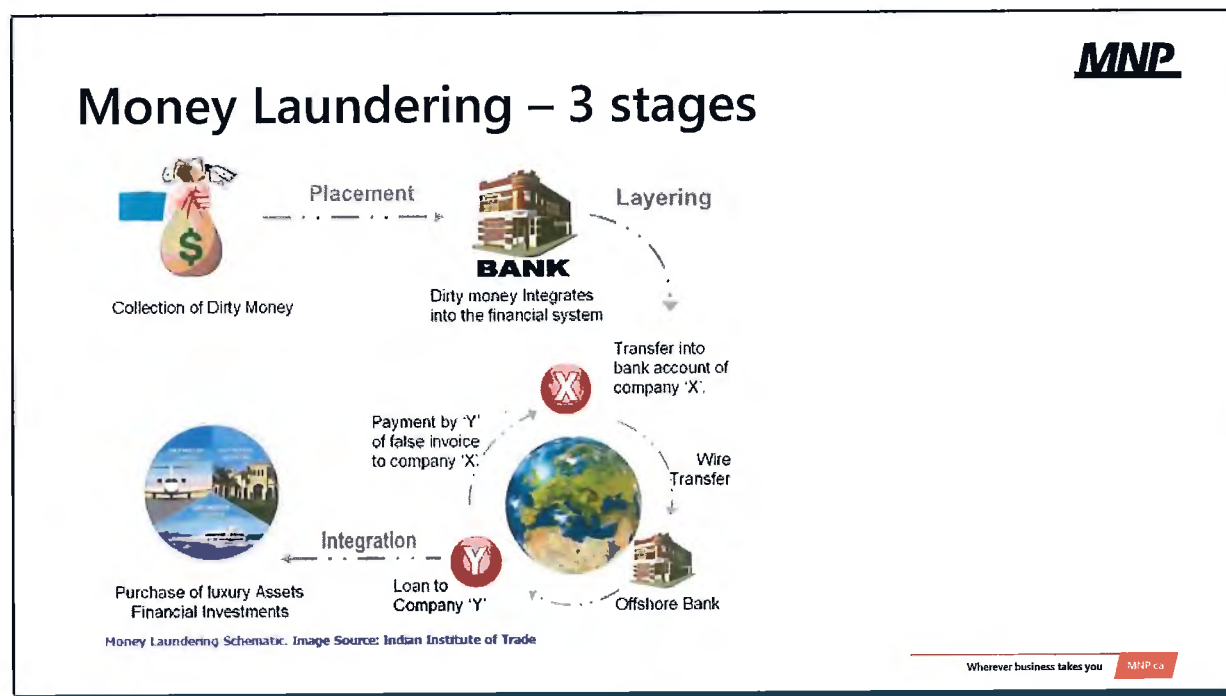 MNP
Money Laundering – 3 stages
Placement
Layering
$
BANK
Collection of Dirty Money
Dirty money Integrates
into the financial system
Transfer into
bank account of
company 'X'.
X
Payment by 'Y'
of false invoice
to company 'X'.
Wire
Transfer
Integration
Y
Purchase of luxury Assets
Financial Investments
Loan to
Company 'Y'
Offshore Bank
Money Laundering Schematic. Image Source: Indian Institute of Trade
Wherever business takes you
MNP.ca